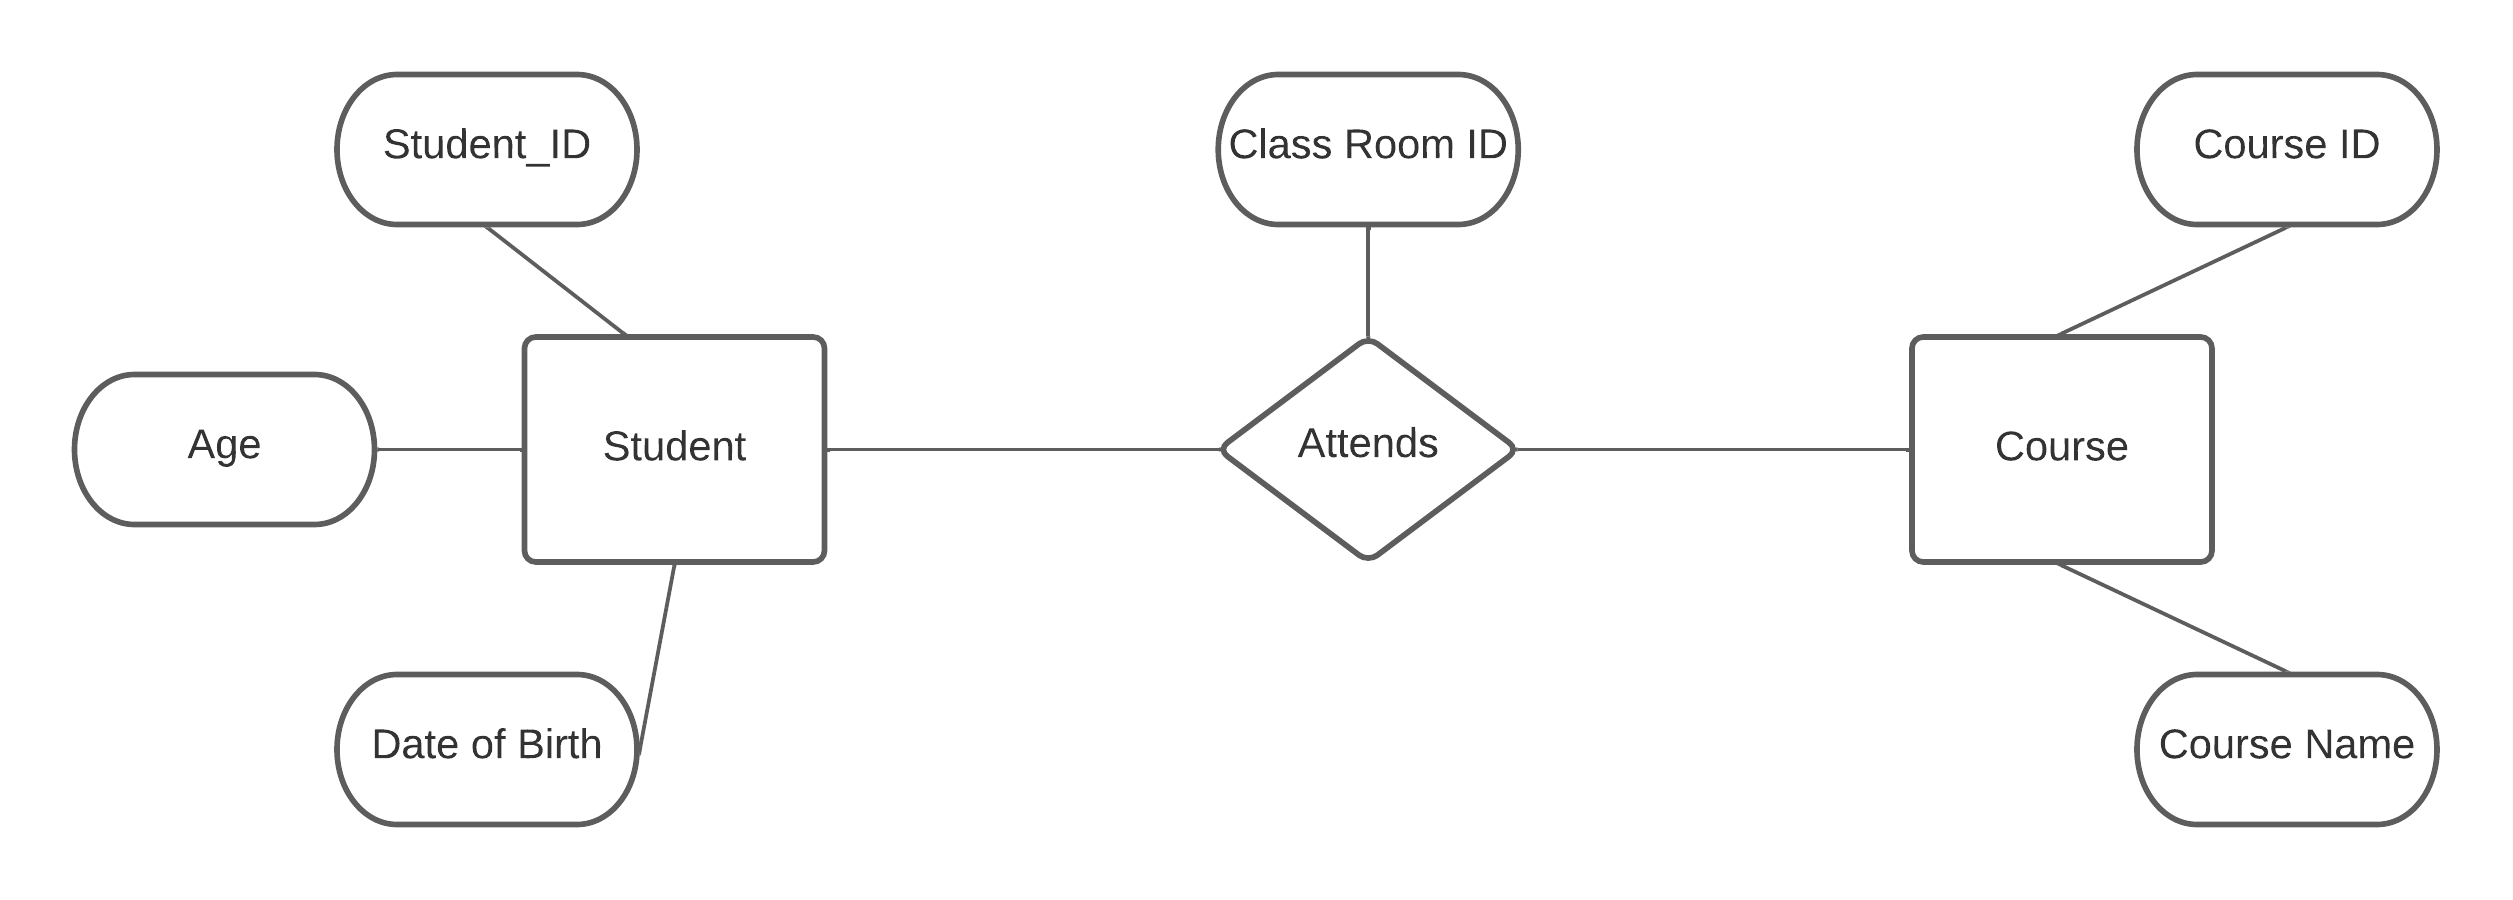 Student_ID
Class Room ID
Course ID
Age
Student
Attends
Course
Date of Birth
Course Name